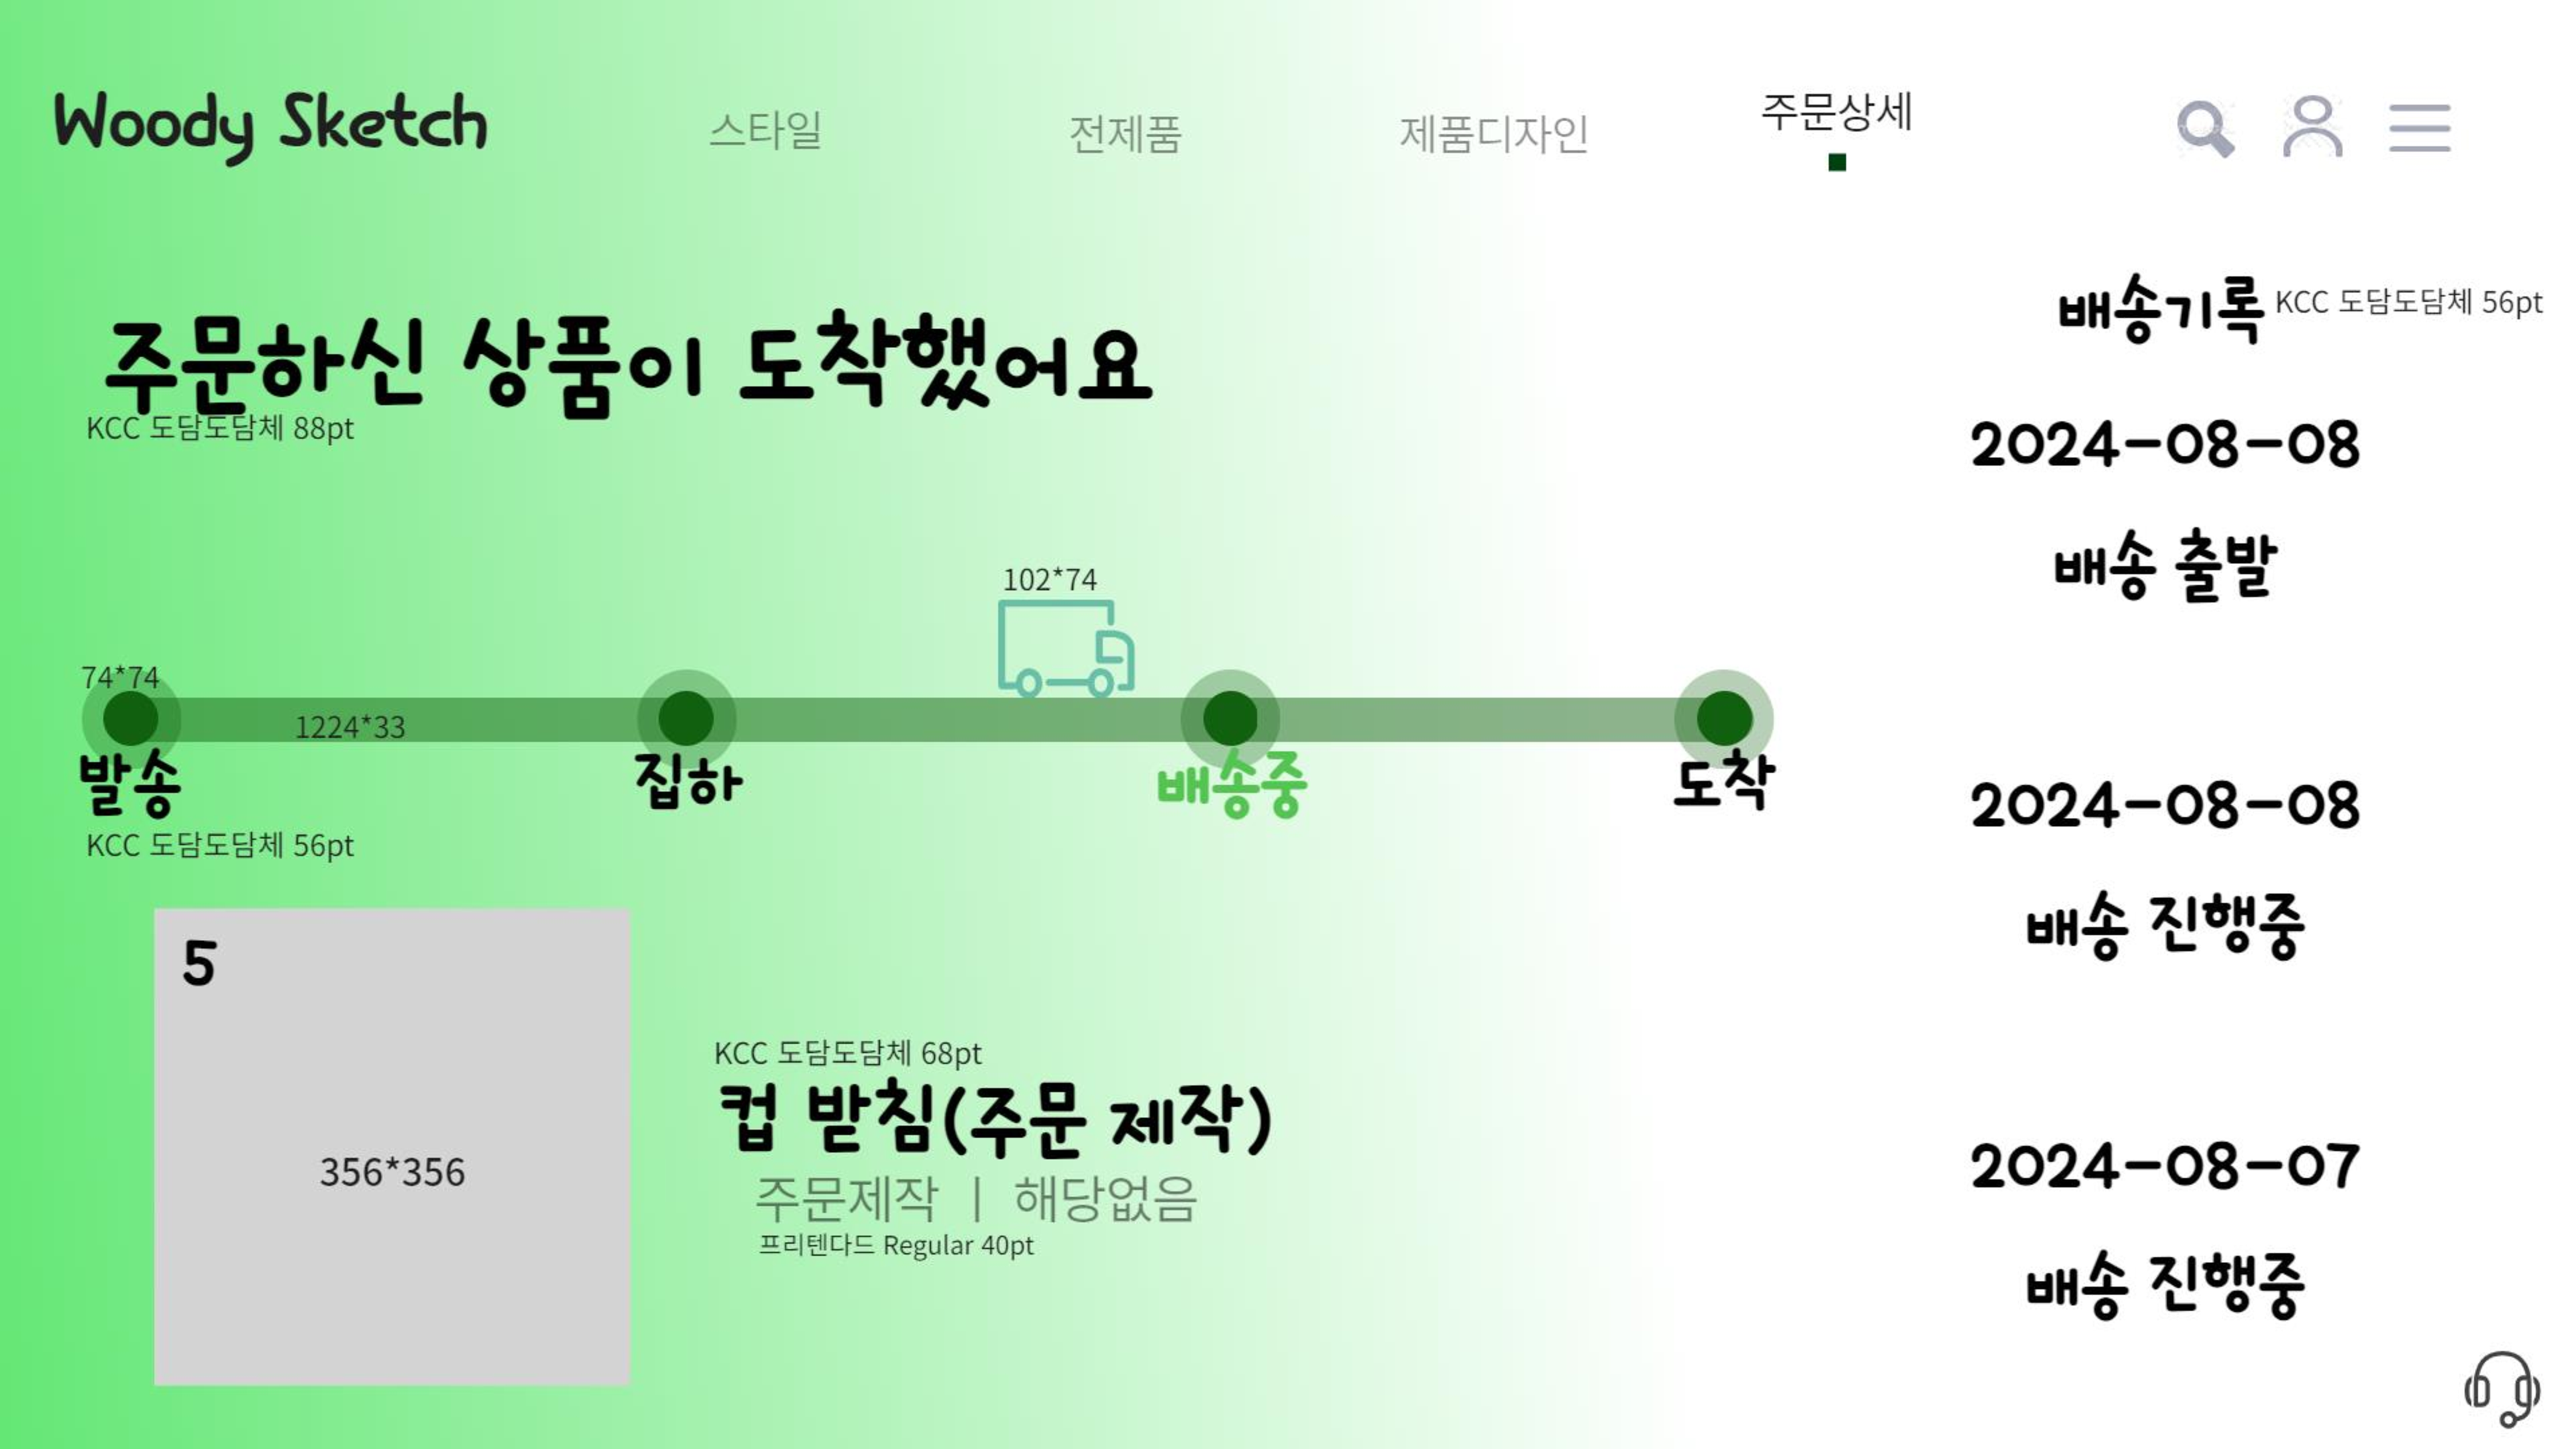 Woody Sketch
스타일
전제품
제품디자인
주문상세
주문하신 상품이 도착했어요
KCC 도담도담체 88pt
102*74
74*74
1224*33
발송
집하
배송중
도착
KCC 도담도담체 56pt
5
356*356
KCC 도담도담체 68pt
컵 받침(주문 제작)
주문제작 | 해당없음
프리텐다드 Regular 40pt
배송기록 KCC 도담도담체 56pt
2024-08-08
배송 출발
2024-08-08
배송 진행중
2024-08-07
배송 진행중